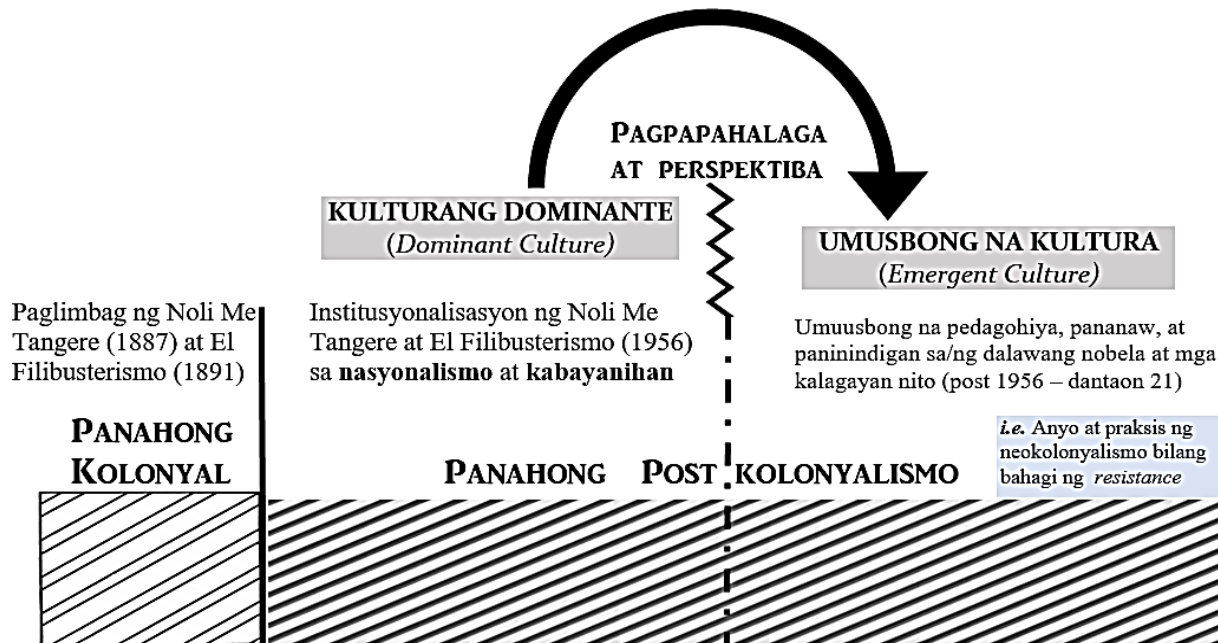 PAGPAPAHALAGA
AT PERSPEKTIBA
KULTURANG DOMINANTE
(Dominant Culture)
UMUSBONG NA KULTURA
(Emergent Culture)
Paglimbag ng Noli Me
Tangere (1887) at El
Filibusterismo (1891)
Institusyonalisasyon ng Noli Me
Tangere at El Filibusterismo (1956)
sa nasyonalismo at kabayanihan
Umuusbong na pedagohiya, pananaw, at
paninindigan sa/ng dalawang nobela at mga
kalagayan nito (post 1956 – dantaon 21)
PANAHONG
KOLONYAL
PANAHONG POST KOLONYALISMO
i.e. Anyo at praksis ng
neokolonyalismo bilang
bahagi ng resistance